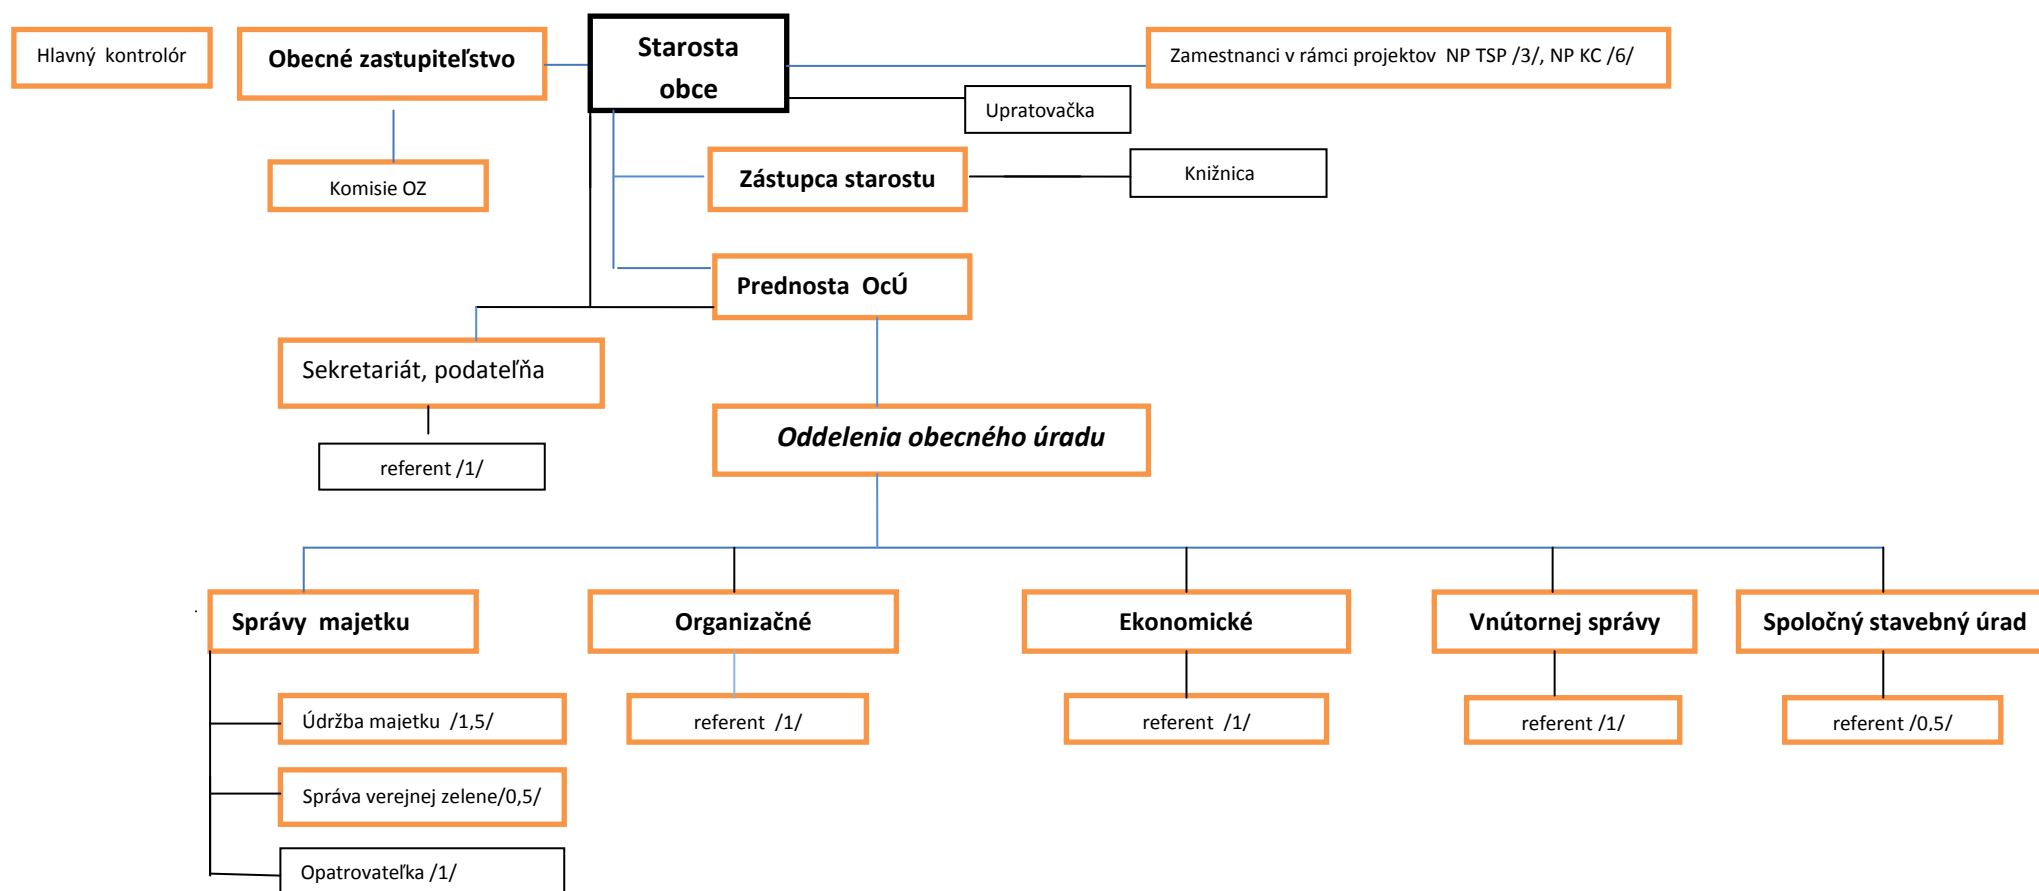 Hlavný kontrolór
Obecné zastupiteľstvo
Starosta
obce
Zamestnanci v rámci projektov NP TSP /3/, NP KC /6/
Upratovačka
Komisie OZ
Zástupca starostu
Knižnica
Prednosta OcÚ
Sekretariát, podateľňa
referent /1/
Oddelenia obecného úradu
Správy majetku
Organizačné
Ekonomické
Vnútornej správy
Spoločný stavebný úrad
Údržba majetku /1,5/
referent /1/
referent /1/
referent /1/
referent /0,5/
Správa verejnej zelene/0,5/
Opatrovateľka /1/